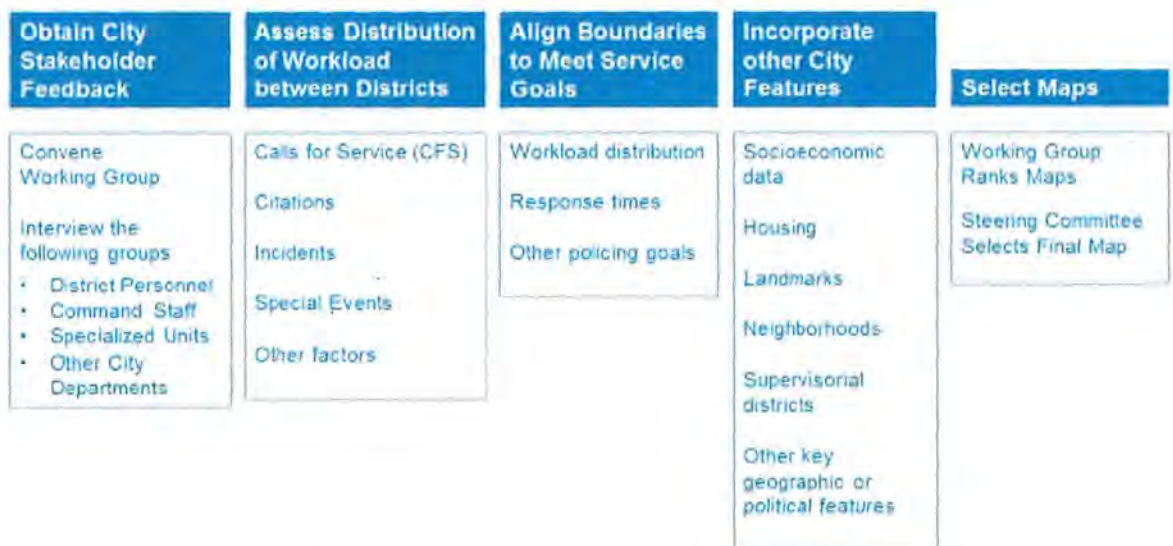 Obtain City
Stakeholder
Feedback
Convene
Working Group
Interview the
following groups
• District Personnel
• Command Staff
• Specialized Units
• Other City
Departments
Assess Distribution
of Workload
between Districts
Calls for Service (CFS)
Citations
Incidents
Special Events
Other factors
Align Boundaries
to Meet Service
Goals
Workload distribution
Response times
Other policing goals
Incorporate
other City
Features
Socioeconomic
data
Housing
Landmarks
Neighborhoods
Supervisorial
districts
Other key
geographic or
political features
Select Maps
Working Group
Ranks Maps
Steering Committee
Selects Final Map